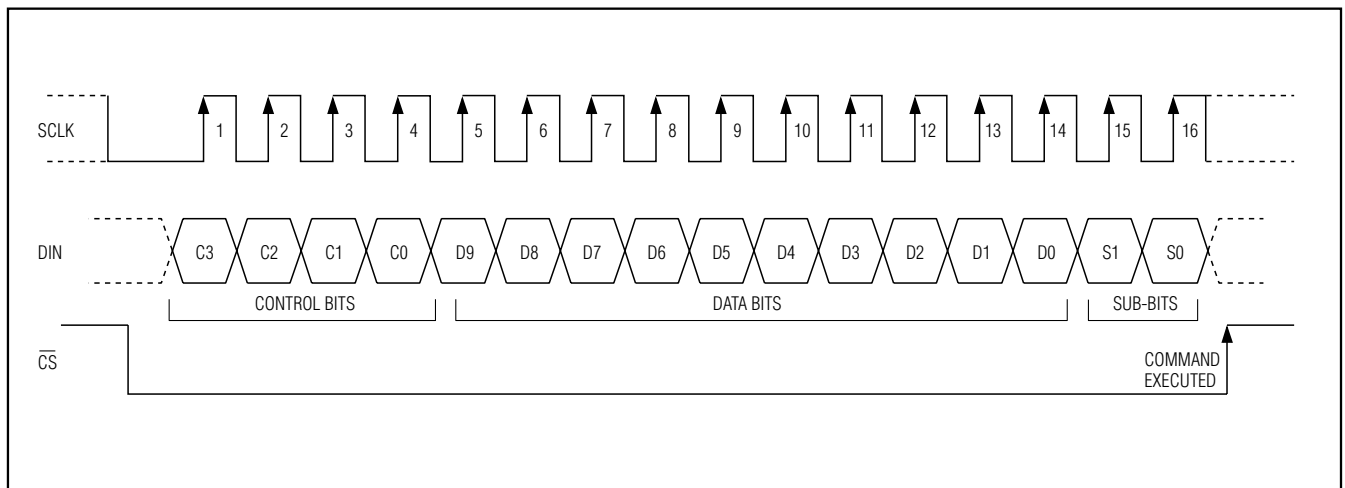 SCLK 1 2 3 4 5 6 7 8 9 10 11 12 13 14 15 16
DIN C3 C2 C1 C0 D9 D8 D7 D6 D5 D4 D3 D2 D1 D0 S1 S0
CONTROL BITS DATA BITS SUB-BITS
C̅S̅
COMMAND
EXECUTED